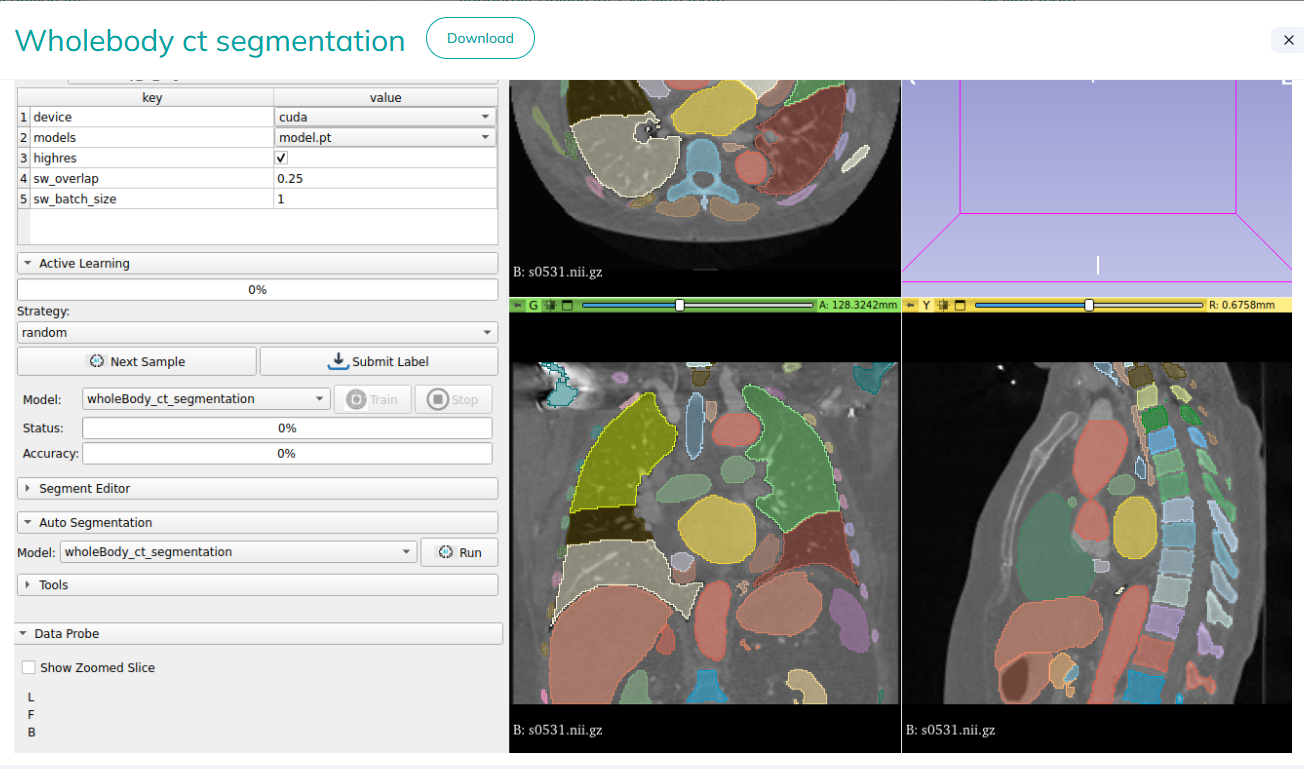 Wholebody ct segmentation
Download
key value
1 device cuda
2 models model.pt
3 highres
4 sw_overlap 0.25
5 sw_batch_size 1
Active Learning
0%
Strategy:
random
Next Sample Submit Label
Model: wholeBody_ct_segmentation Train Stop
Status: 0%
Accuracy: 0%
Segment Editor
Auto Segmentation
Model: wholeBody_ct_segmentation Run
Tools
Data Probe
Show Zoomed Slice
L
F
B
B: s0531.nii.gz
G A: 128.3242mm
Y R: 0.6758mm
B: s0531.nii.gz
B: s0531.nii.gz